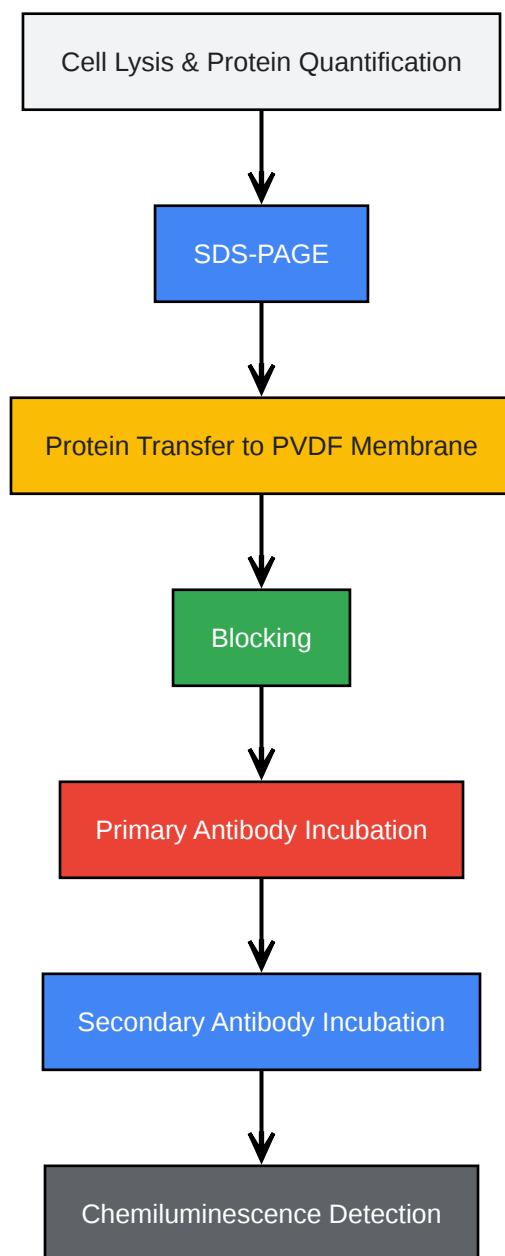 Cell Lysis & Protein Quantification
SDS-PAGE
Protein Transfer to PVDF Membrane
Blocking
Primary Antibody Incubation
Secondary Antibody Incubation
Chemiluminescence Detection